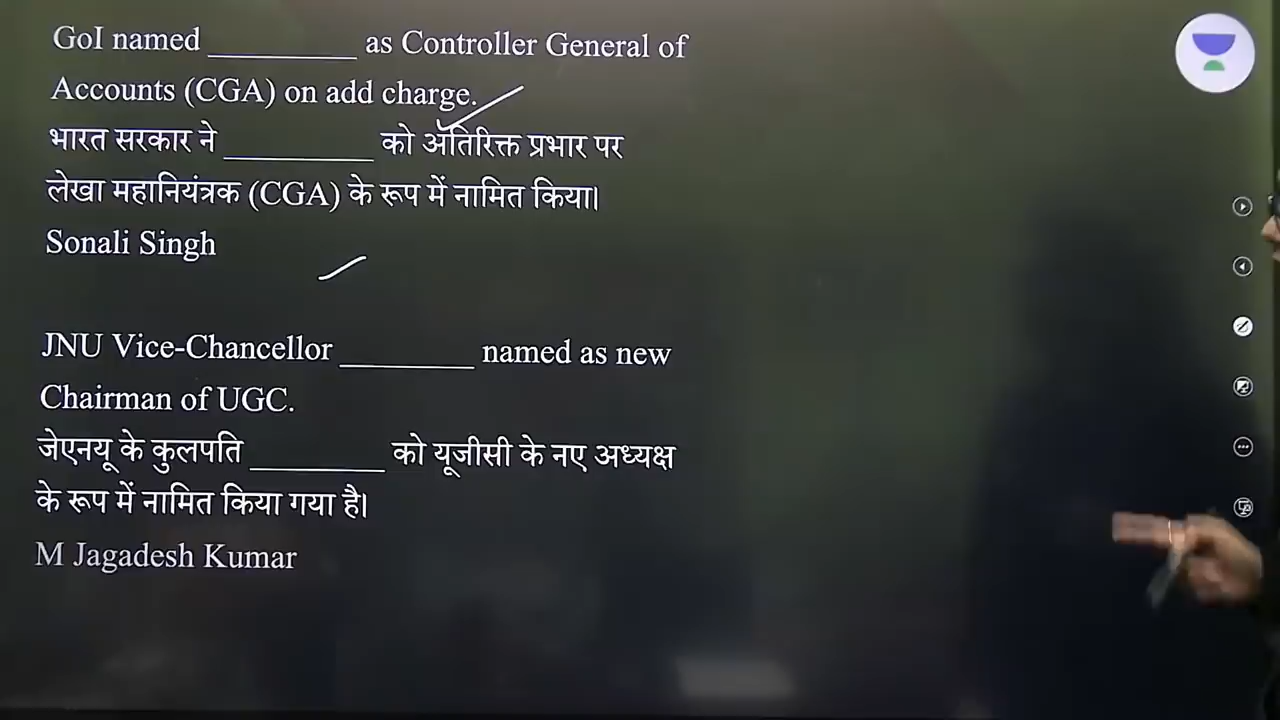 GoI named __________ as Controller General of
Accounts (CGA) on add charge.
भारत सरकार ने __________ को अतिरिक्त प्रभार पर
लेखा महानियंत्रक (CGA) के रूप में नामित किया।
Sonali Singh
JNU Vice-Chancellor _________ named as new
Chairman of UGC.
जेएनयू के कुलपति _________ को यूजीसी के नए अध्यक्ष
के रूप में नामित किया गया है।
M Jagadesh Kumar